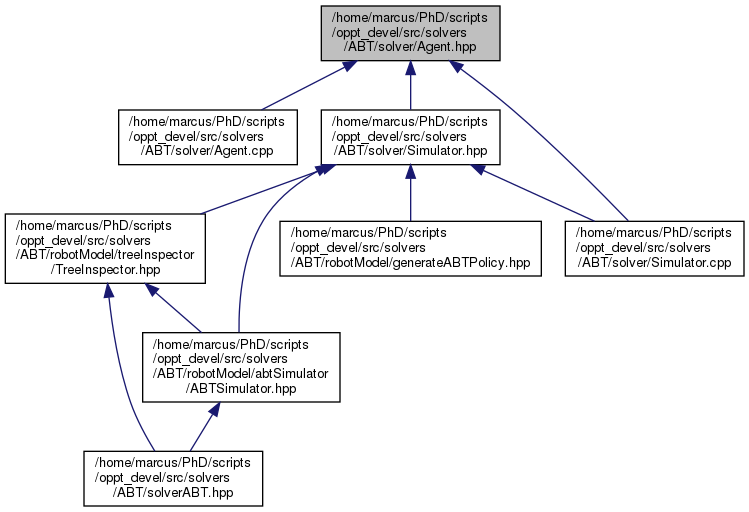 /home/marcus/PhD/scripts
/oppt_devel/src/solvers
/ABT/solver/Agent.hpp
/home/marcus/PhD/scripts
/oppt_devel/src/solvers
/ABT/solver/Agent.cpp
/home/marcus/PhD/scripts
/oppt_devel/src/solvers
/ABT/solver/Simulator.hpp
/home/marcus/PhD/scripts
/oppt_devel/src/solvers
/ABT/robotModel/treeInspector
/TreeInspector.hpp
/home/marcus/PhD/scripts
/oppt_devel/src/solvers
/ABT/robotModel/generateABTPolicy.hpp
/home/marcus/PhD/scripts
/oppt_devel/src/solvers
/ABT/solver/Simulator.cpp
/home/marcus/PhD/scripts
/oppt_devel/src/solvers
/ABT/robotModel/abtSimulator
/ABTSimulator.hpp
/home/marcus/PhD/scripts
/oppt_devel/src/solvers
/ABT/solverABT.hpp